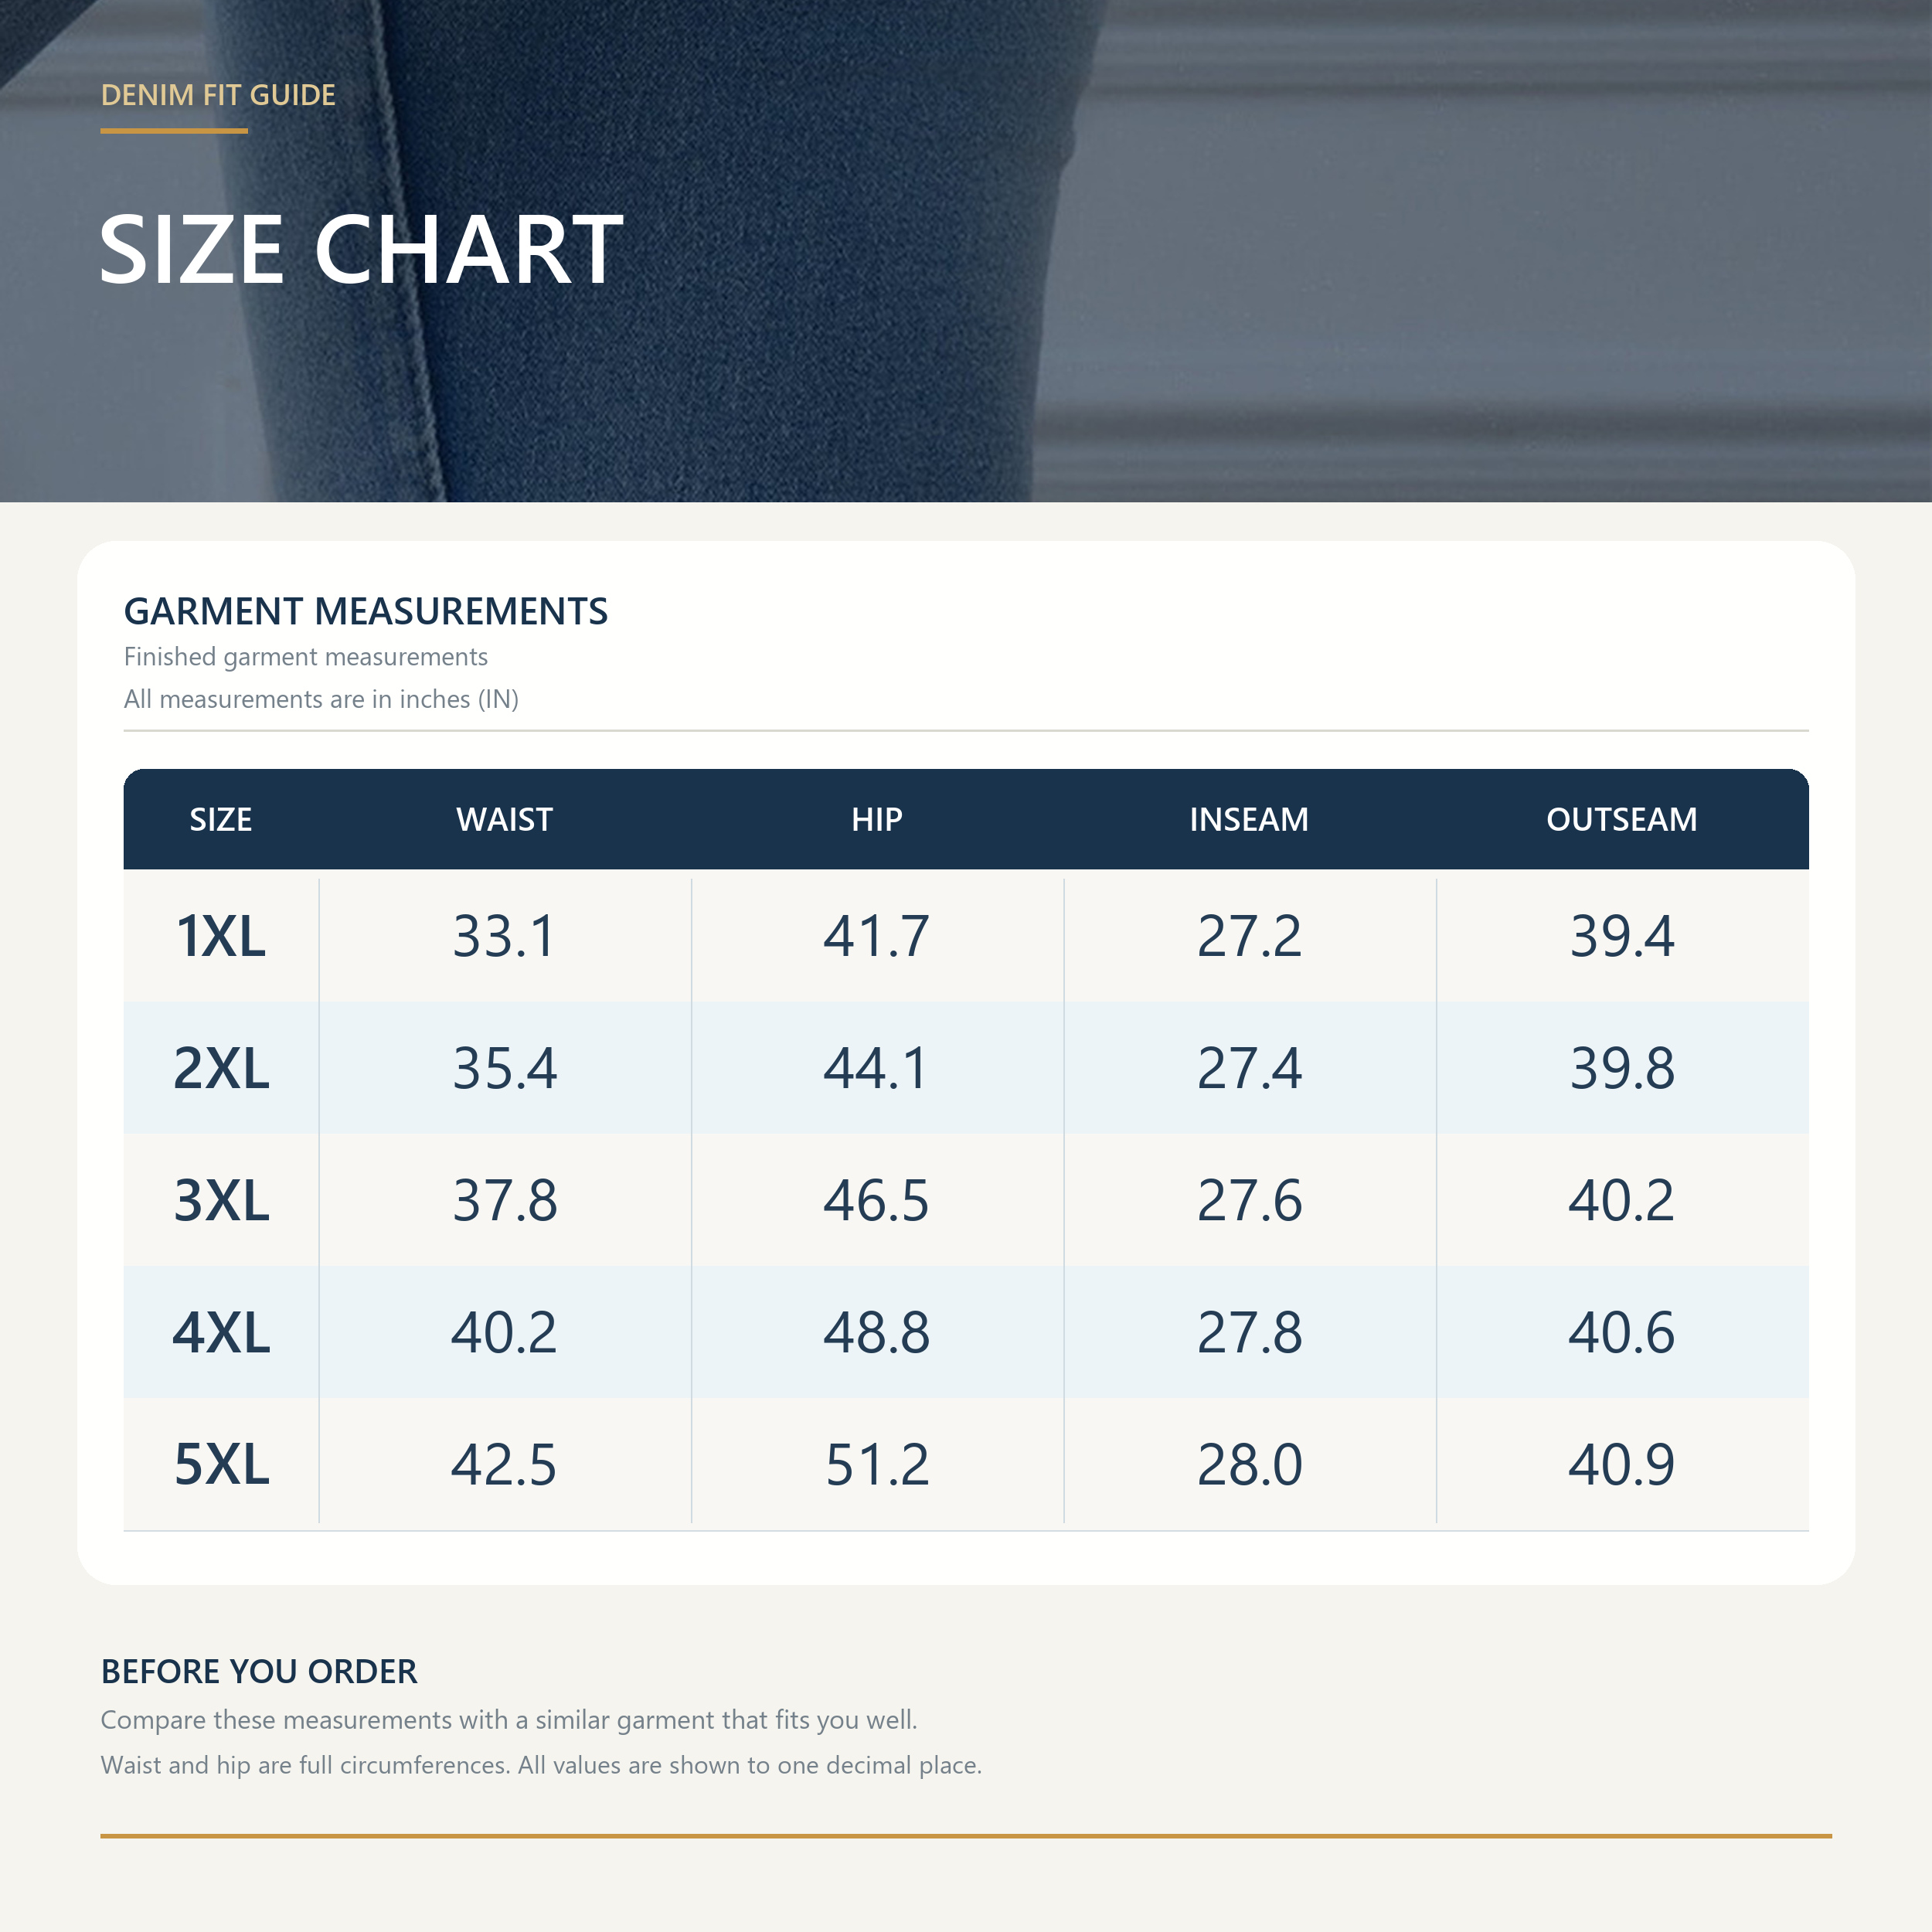 DENIM FIT GUIDE
SIZE CHART
GARMENT MEASUREMENTS
Finished garment measurements
All measurements are in inches (IN)
SIZE WAIST HIP INSEAM OUTSEAM
1XL 33.1 41.7 27.2 39.4
2XL 35.4 44.1 27.4 39.8
3XL 37.8 46.5 27.6 40.2
4XL 40.2 48.8 27.8 40.6
5XL 42.5 51.2 28.0 40.9
BEFORE YOU ORDER
Compare these measurements with a similar garment that fits you well.
Waist and hip are full circumferences. All values are shown to one decimal place.